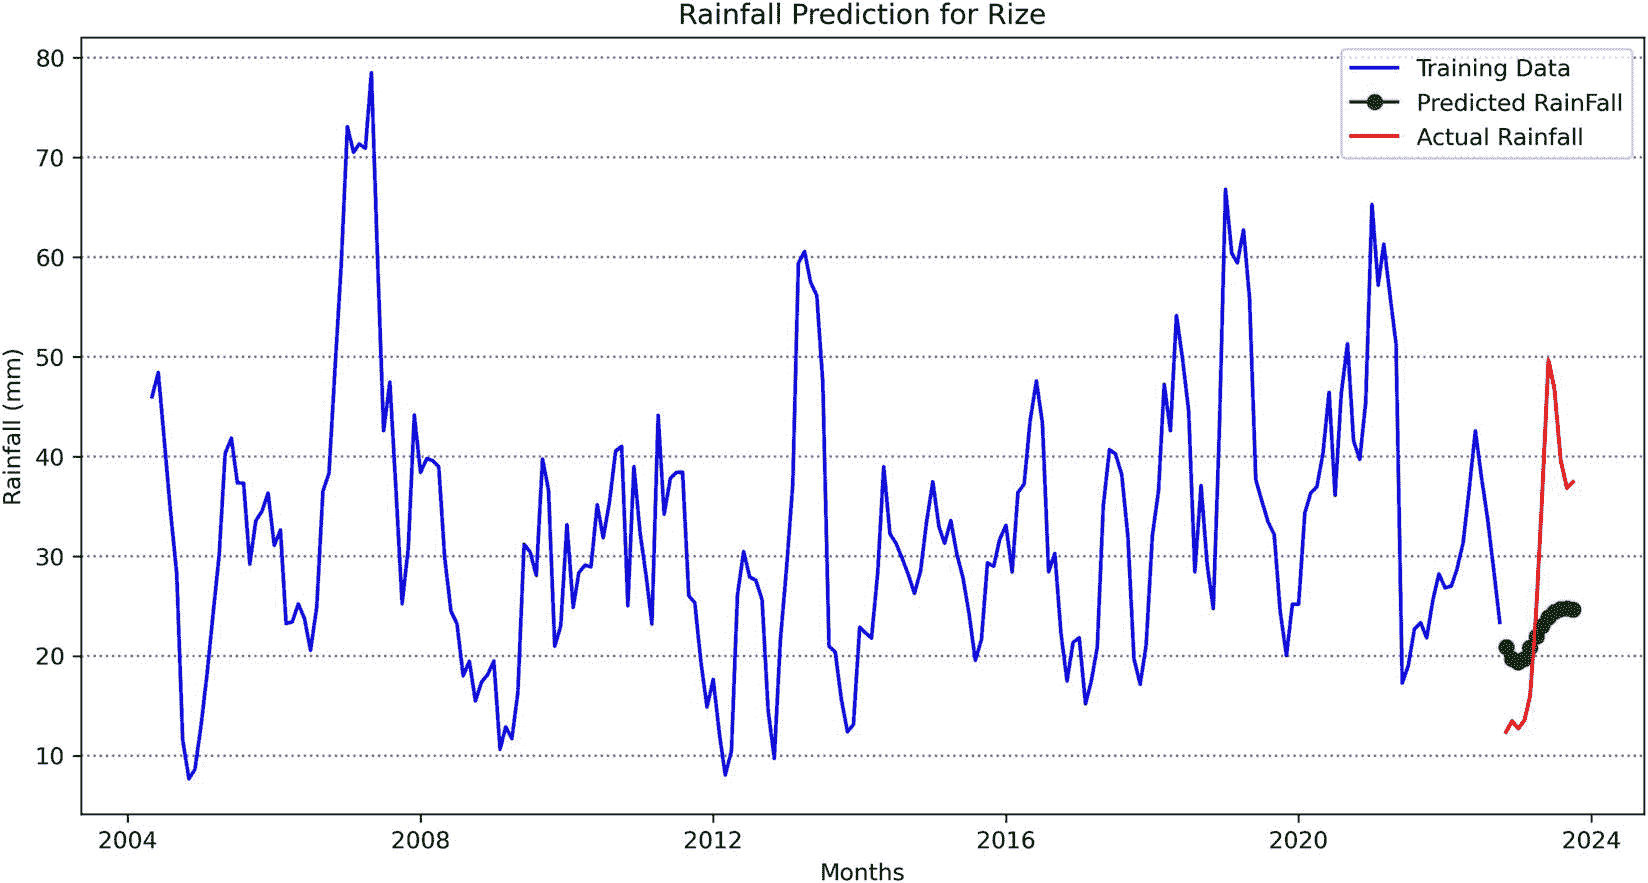 Rainfall Prediction for Rize
80
70
60
50
40
30
20
10
Rainfall (mm)
Training Data
Predicted RainFall
Actual Rainfall
2004 2008 2012 2016 2020 2024
Months